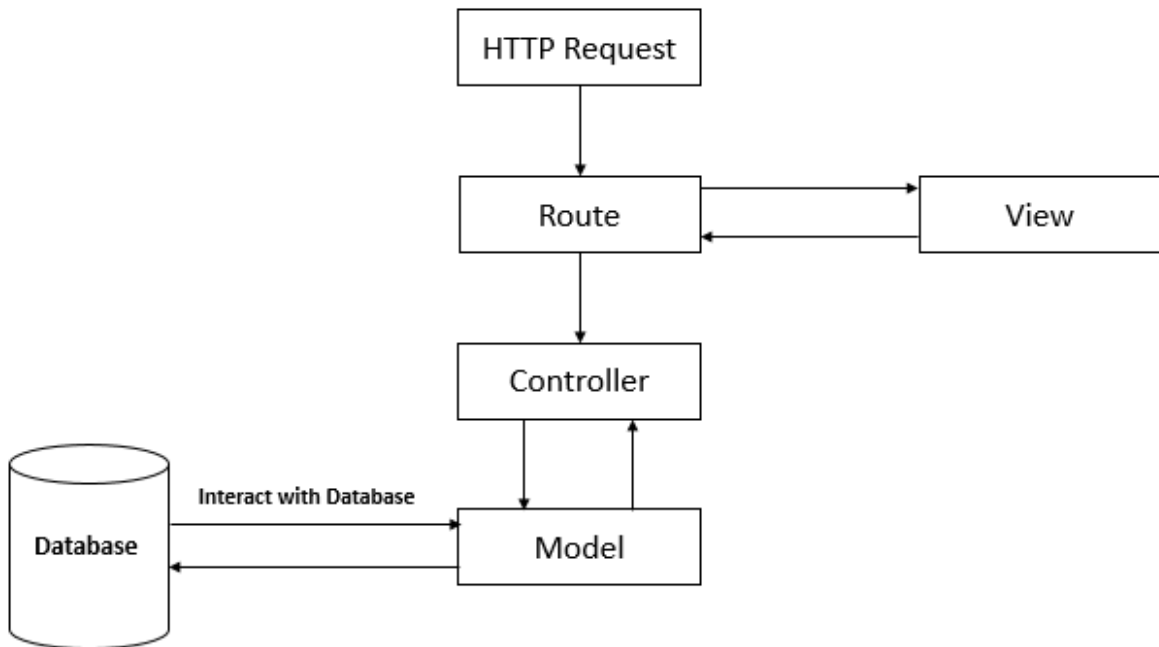 HTTP Request
Route
View
Controller
Interact with Database
Database
Model